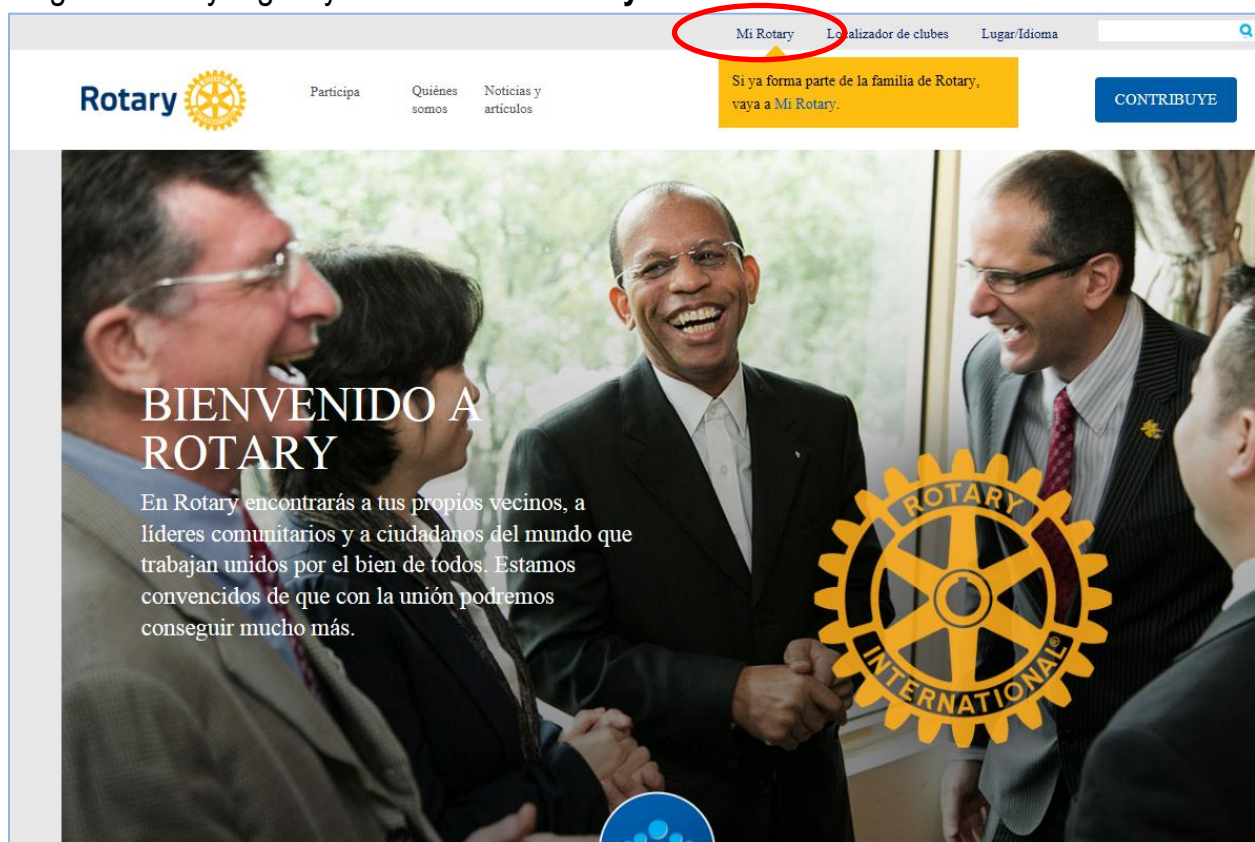 Mi Rotary Localizador de clubes Lugar/Idioma
Rotary
Participa
Quiénes
somos
Noticias y
artículos
Si ya forma parte de la familia de Rotary,
vaya a Mi Rotary.
CONTRIBUYE
BIENVENIDO A
ROTARY
En Rotary encontrarás a tus propios vecinos, a
líderes comunitarios y a ciudadanos del mundo que
trabajan unidos por el bien de todos. Estamos
convencidos de que con la unión podremos
conseguir mucho más.
ROTARY
INTERNATIONAL®